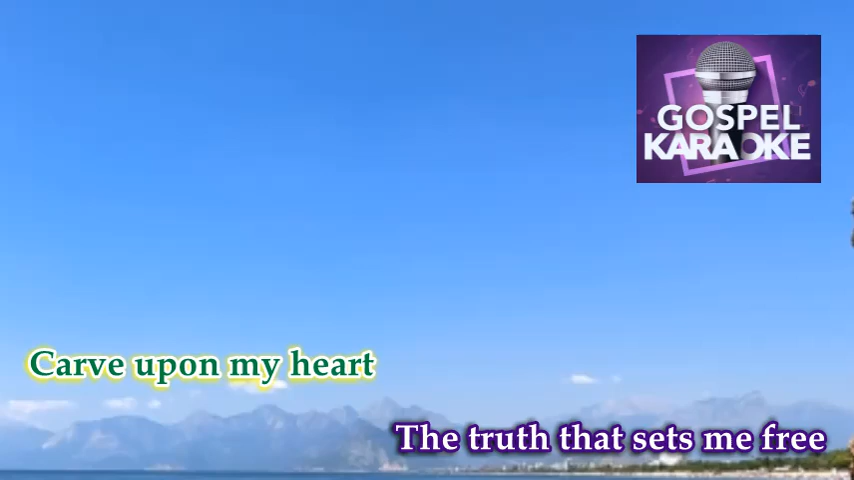 GOSPEL
KARAOKE
Carve upon my heart
The truth that sets me free